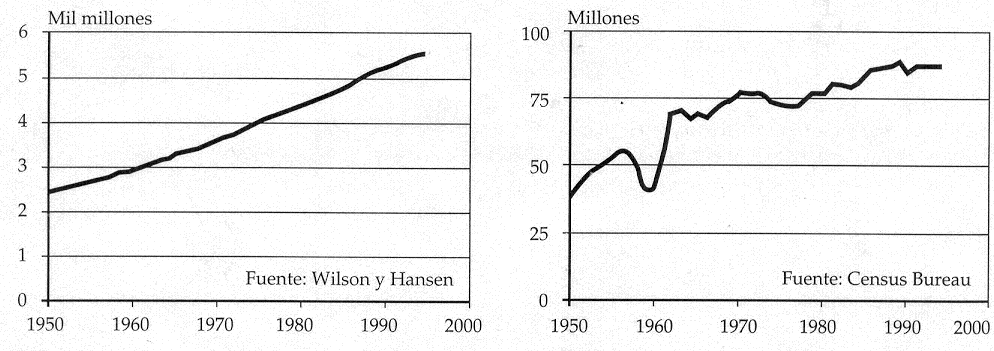 Mil millones
6
5
4
3
2
1
0
Fuente: Wilson y Hansen
1950 1960 1970 1980 1990 2000
Millones
100
75
50
25
0
Fuente: Census Bureau
1950 1960 1970 1980 1990 2000